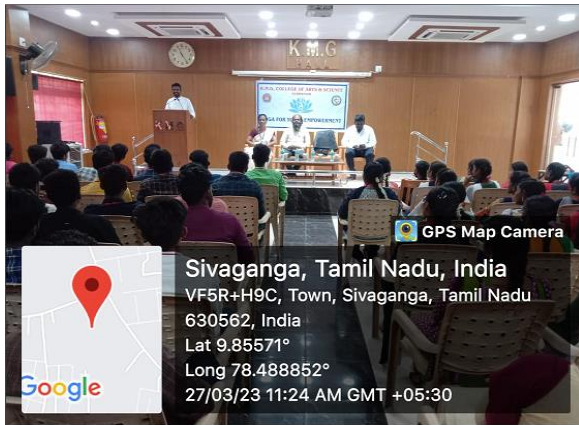 K M G
HALL
K.M.G. COLLEGE OF ARTS & SCIENCE
YOGA FOR EMPOWERMENT
KMG
GPS Map Camera
Sivaganga, Tamil Nadu, India
VF5R+H9C, Town, Sivaganga, Tamil Nadu
630562, India
Lat 9.85571°
Long 78.488852°
27/03/23 11:24 AM GMT +05:30
Google